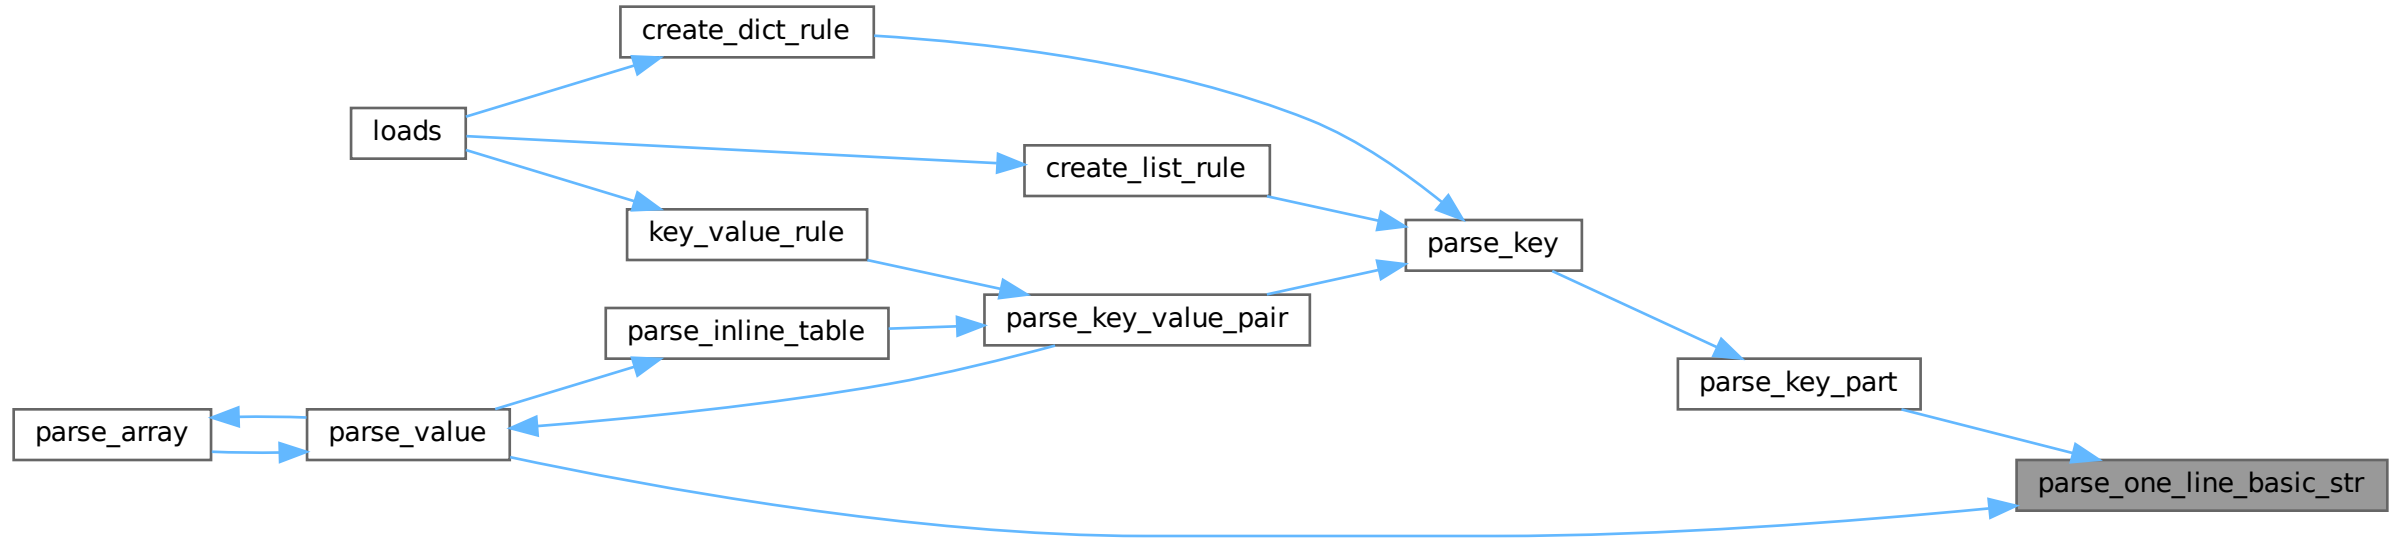 create_dict_rule
loads
create_list_rule
key_value_rule
parse_key
parse_key_value_pair
parse_inline_table
parse_key_part
parse_array
parse_value
parse_one_line_basic_str